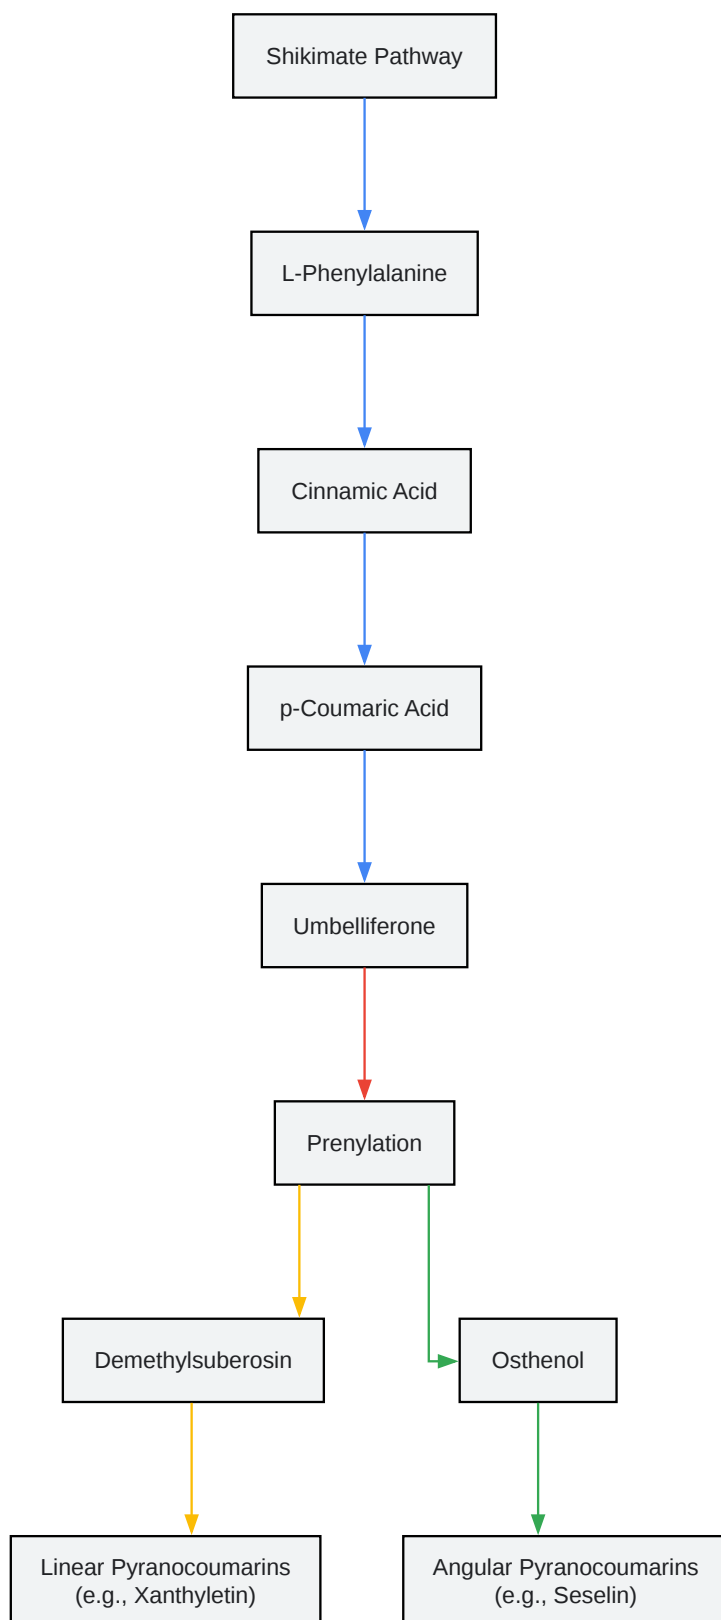 Shikimate Pathway
L-Phenylalanine
Cinnamic Acid
p-Coumaric Acid
Umbelliferone
Prenylation
Demethylsuberosin
Osthenol
Linear Pyranocoumarins
(e.g., Xanthyletin)
Angular Pyranocoumarins
(e.g., Seselin)